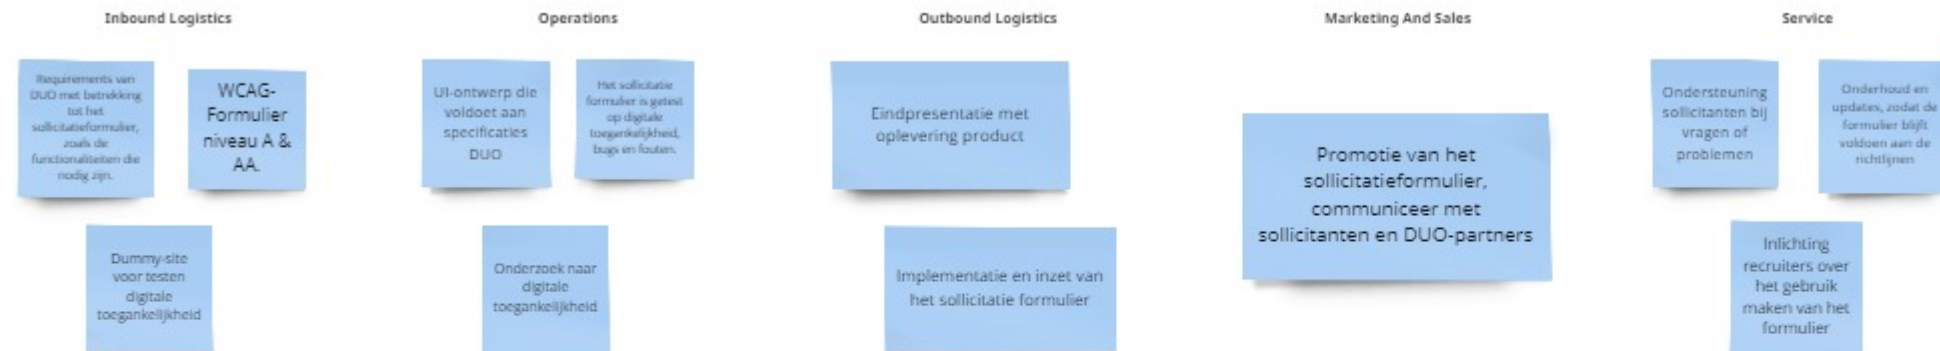 Inbound Logistics
Requirements van
DUO met betrekking
tot het
sollicitatieformulier,
zoals de
functionaliteiten die
nodig zijn.
WCAG-
Formulier
niveau A &
AA.
Dummy-site
voor testen
digitale
toegankelijkheid
Operations
UI-ontwerp die
voldoet aan
specificaties
DUO
Het sollicitatie
formulier is getest
op digitale
toegankelijkheid,
bugs en fouten.
Onderzoek naar
digitale
toegankelijkheid
Outbound Logistics
Eindpresentatie met
oplevering product
Implementatie en inzet van
het sollicitatie formulier
Marketing And Sales
Promotie van het
sollicitatieformulier,
communiceer met
sollicitanten en DUO-partners
Service
Ondersteuning
sollicitanten bij
vragen of
problemen
Onderhoud en
updates, zodat de
formulier blijft
voldoen aan de
richtlijnen
Inlichting
recruiters over
het gebruik
maken van het
formulier